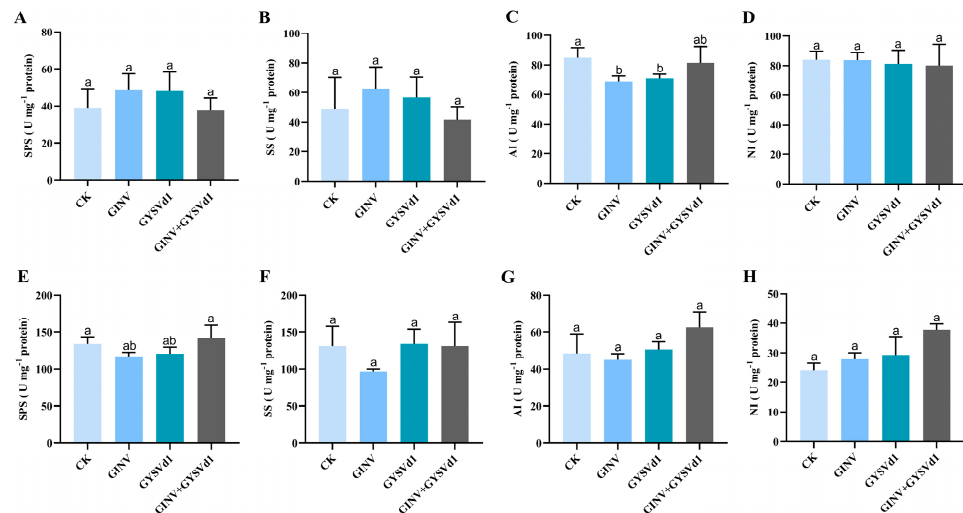 A
SPS ( U mg⁻¹ protein)
80
60
40
20
0
a
a
a
a
CK
GINV
GYSVd1
GINV+GYSVd1
B
SS ( U mg⁻¹ protein)
100
80
60
40
20
0
a
a
a
a
CK
GINV
GYSVd1
GINV+GYSVd1
C
AI ( U mg⁻¹ protein)
100
80
60
40
20
0
a
b
b
ab
CK
GINV
GYSVd1
GINV+GYSVd1
D
NI ( U mg⁻¹ protein)
100
80
60
40
20
0
a
a
a
a
CK
GINV
GYSVd1
GINV+GYSVd1
E
SPS ( U mg⁻¹ protein)
200
150
100
50
0
a
ab
ab
a
CK
GINV
GYSVd1
GINV+GYSVd1
F
SS ( U mg⁻¹ protein)
200
150
100
50
0
a
a
a
a
CK
GINV
GYSVd1
GINV+GYSVd1
G
AI ( U mg⁻¹ protein)
80
60
40
20
0
a
a
a
a
CK
GINV
GYSVd1
GINV+GYSVd1
H
NI ( U mg⁻¹ protein)
50
40
30
20
10
0
a
a
a
a
CK
GINV
GYSVd1
GINV+GYSVd1